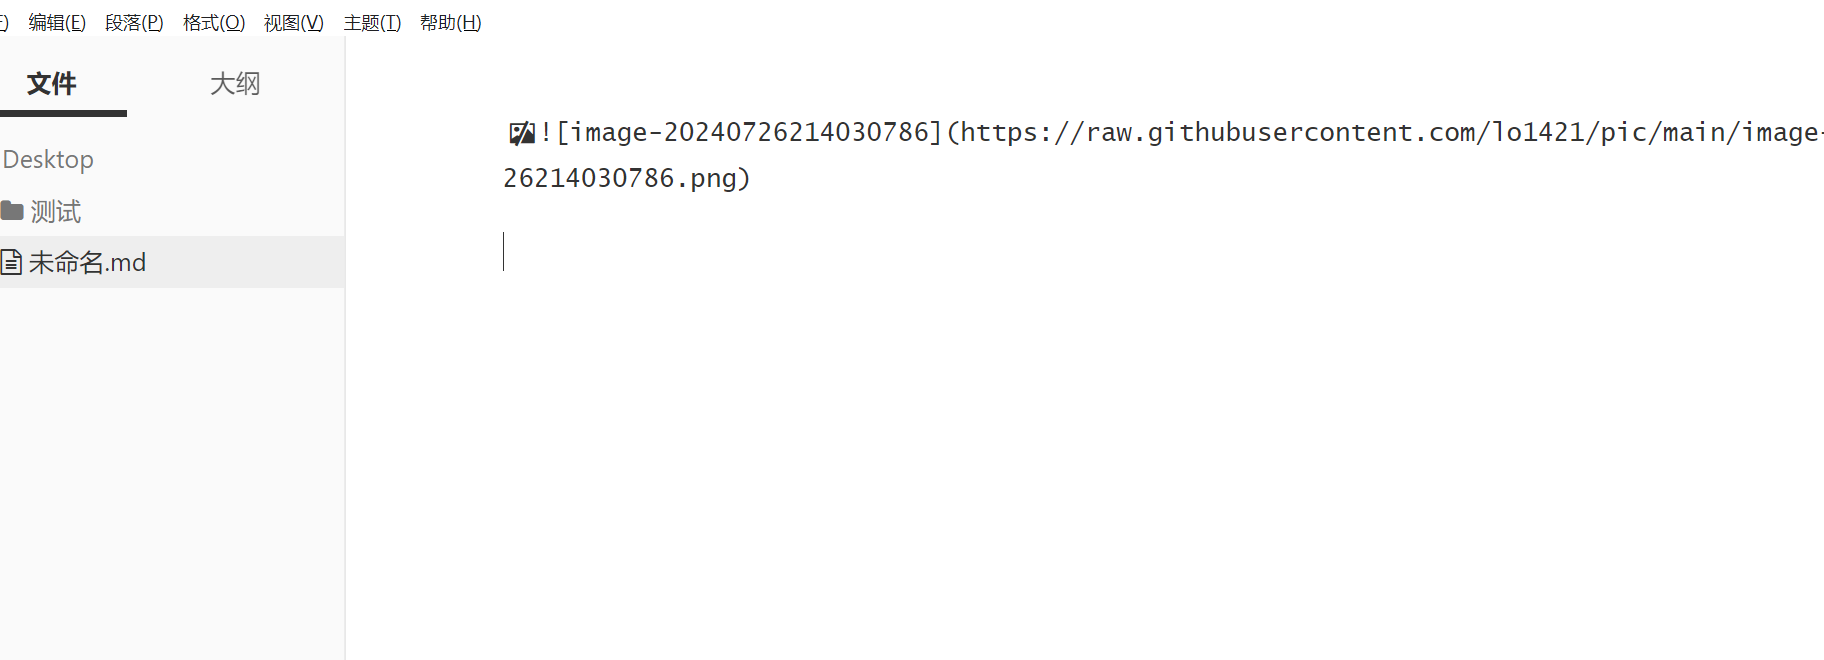 编辑(E) 段落(P) 格式(O) 视图(V) 主题(T) 帮助(H)
文件 大纲
Desktop
测试
未命名.md
![image-20240726214030786](https://raw.githubusercontent.com/lo1421/pic/main/image-
26214030786.png)